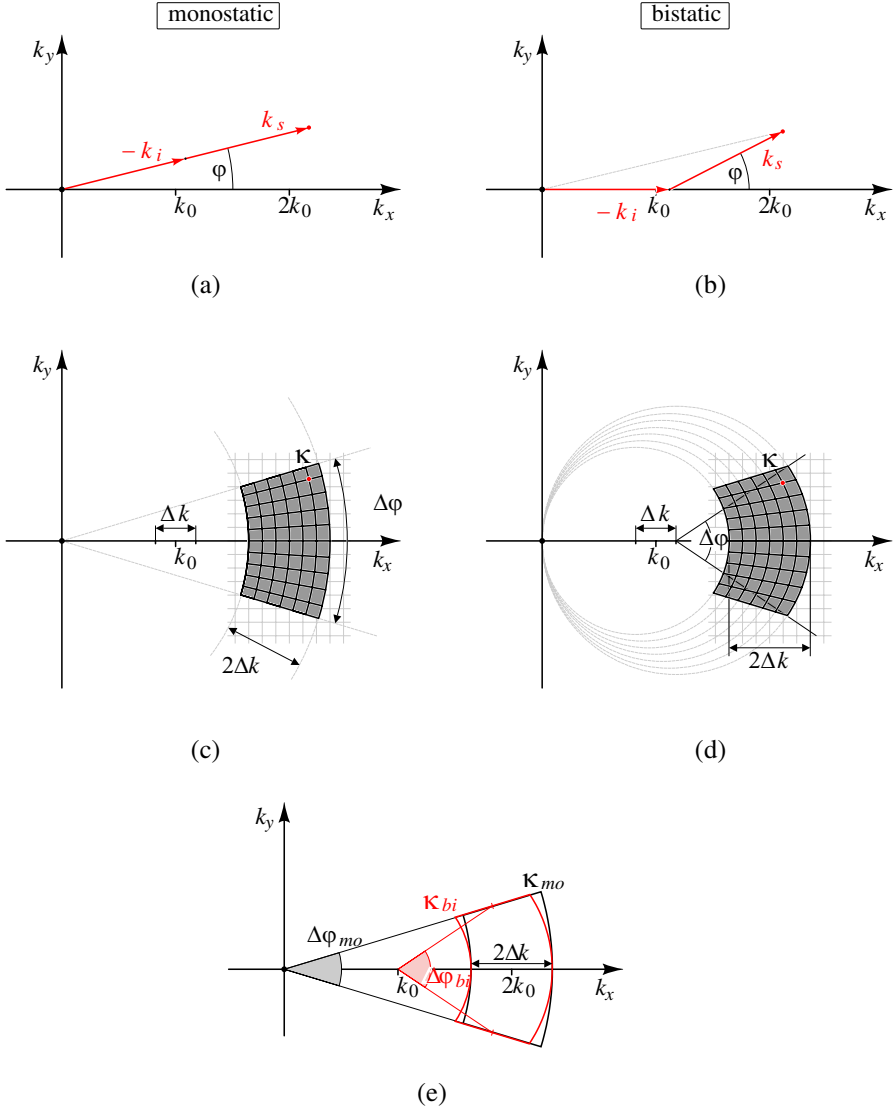 monostatic
bistatic
k_y
k_s
−k_i
φ
k_0
2k_0
k_x
(a)
k_y
k_s
φ
k_0
2k_0
k_x
−k_i
(b)
k_y
κ
Δk
Δφ
k_0
k_x
2Δk
(c)
k_y
κ
Δk
Δφ
k_0
k_x
2Δk
(d)
k_y
κ_mo
κ_bi
Δφ_mo
2Δk
Δφ_bi
k_0
2k_0
k_x
(e)